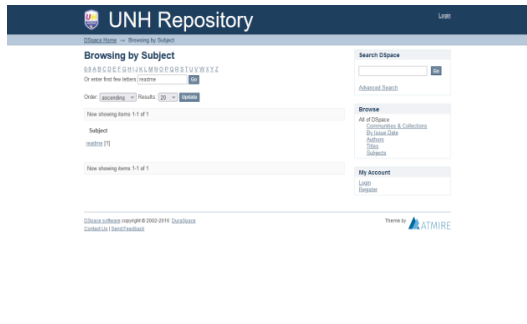 UNH Repository
Login
DSpace Home → Browsing by Subject
Browsing by Subject
0-9 A B C D E F G H I J K L M N O P Q R S T U V W X Y Z
Or enter first few letters: readme Go
Order: ascending Results: 20 Update
Now showing items 1-1 of 1
Subject
readme [1]
Now showing items 1-1 of 1
Search DSpace
Go
Advanced Search
Browse
All of DSpace
Communities & Collections
By Issue Date
Authors
Titles
Subjects
My Account
Login
Register
DSpace software copyright © 2002-2016 DuraSpace
Contact Us | Send Feedback
Theme by ATMIRE